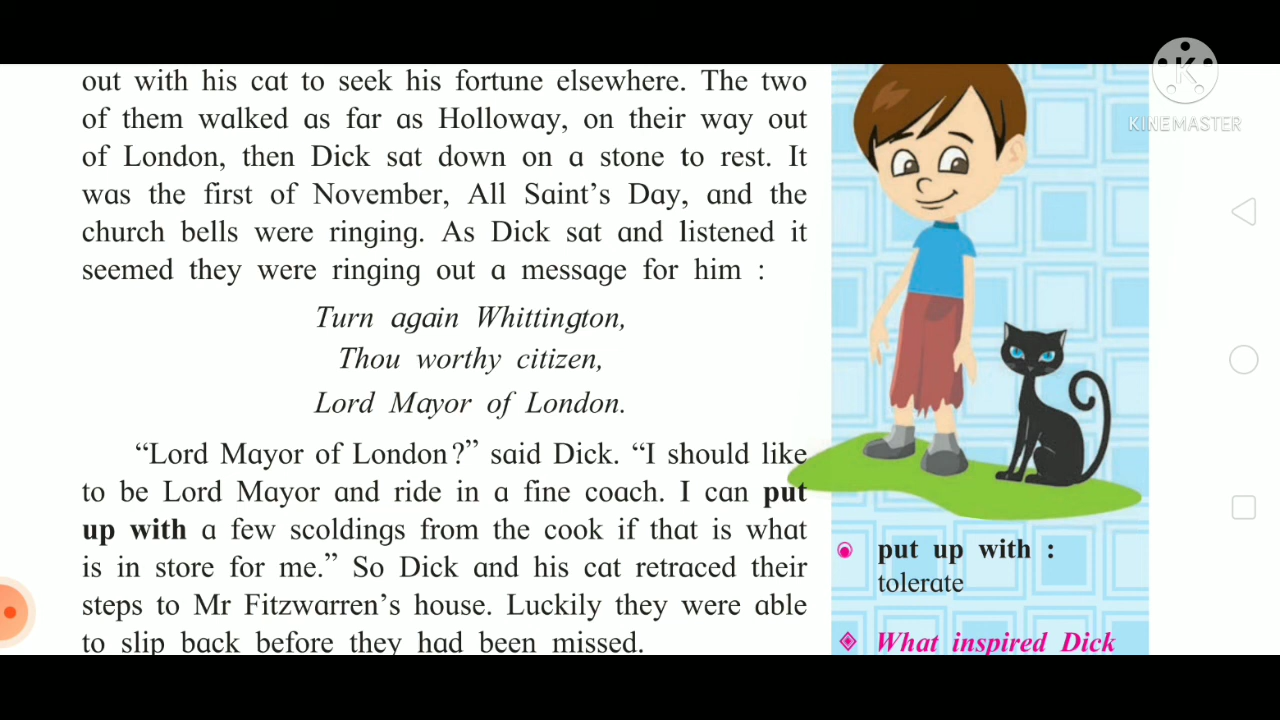 out with his cat to seek his fortune elsewhere. The two
of them walked as far as Holloway, on their way out
of London, then Dick sat down on a stone to rest. It
was the first of November, All Saint's Day, and the
church bells were ringing. As Dick sat and listened it
seemed they were ringing out a message for him :
Turn again Whittington,
Thou worthy citizen,
Lord Mayor of London.
“Lord Mayor of London?” said Dick. “I should like
to be Lord Mayor and ride in a fine coach. I can put
up with a few scoldings from the cook if that is what
is in store for me.” So Dick and his cat retraced their
steps to Mr Fitzwarren's house. Luckily they were able
to slip back before they had been missed.
put up with :
tolerate
What inspired Dick
K
KINEMASTER